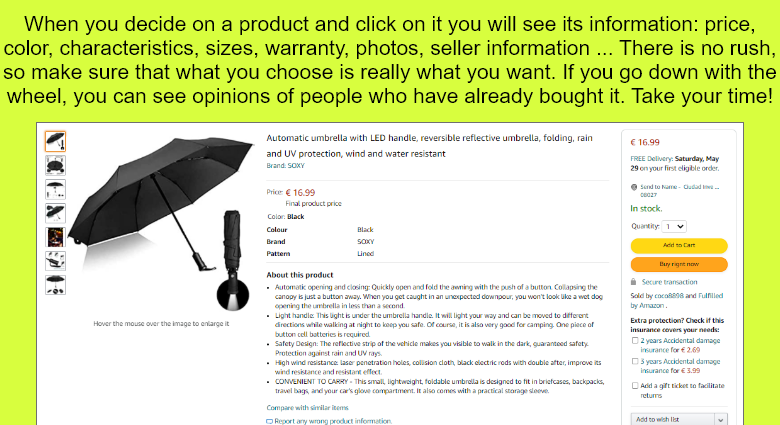 When you decide on a product and click on it you will see its information: price,
color, characteristics, sizes, warranty, photos, seller information ... There is no rush,
so make sure that what you choose is really what you want. If you go down with the
wheel, you can see opinions of people who have already bought it. Take your time!
Automatic umbrella with LED handle, reversible reflective umbrella, folding, rain
and UV protection, wind and water resistant
Brand: SOXY
Price: € 16.99
Final product price
Color: Black
Colour Black
Brand SOXY
Pattern Lined
About this product
• Automatic opening and closing: Quickly open and fold the awning with the push of a button. Collapsing the
canopy is just a button away. When you get caught in an unexpected downpour, you won't look like a wet dog
opening the umbrella in less than a second.
• Light handle: This light is under the umbrella handle. It will light your way and can be moved to different
directions while walking at night to keep you safe. Of course, it is also very good for camping. One piece of
button cell batteries is required.
• Safety Design: The reflective strip of the vehicle makes you visible to walk in the dark, guaranteed safety.
Protection against rain and UV rays.
• High wind resistance: laser penetration holes, collision cloth, black electric rods with double after, improve its
wind resistance and resistant effect.
• CONVENIENT TO CARRY - This small, lightweight, foldable umbrella is designed to fit in briefcases, backpacks,
travel bags, and your car's glove compartment. It also comes with a practical storage sleeve.
Compare with similar items
Report any wrong product information.
Hover the mouse over the image to enlarge it
€ 16.99
FREE Delivery: Saturday, May
29 on your first eligible order.
Send to Name - Ciudad Inve ...
08027
In stock.
Quantity: 1
Add to Cart
Buy right now
Secure transaction
Sold by coco8898 and Fulfilled
by Amazon .
Extra protection? Check if this
insurance covers your needs:
2 years Accidental damage
insurance for € 2.69
3 years Accidental damage
insurance for € 3.99
Add a gift ticket to facilitate
returns
Add to wish list